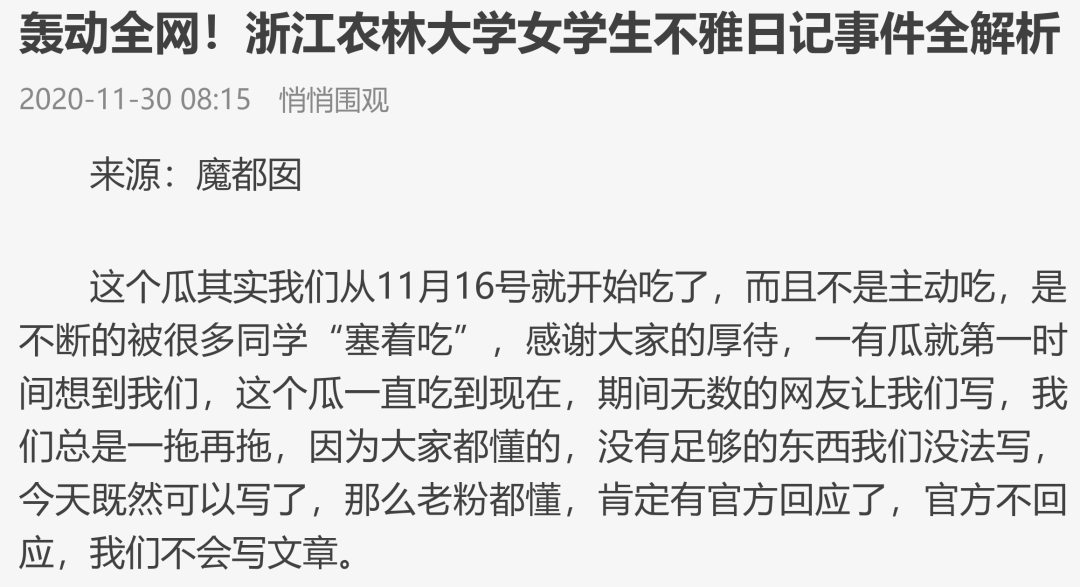 轰动全网！浙江农林大学女学生不雅日记事件全解析
2020-11-30 08:15 悄悄围观
来源：魔都囡
这个瓜其实我们从11月16号就开始吃了，而且不是主动吃，是
不断的被很多同学“塞着吃”，感谢大家的厚待，一有瓜就第一时
间想到我们，这个瓜一直吃到现在，期间无数的网友让我们写，我
们总是一拖再拖，因为大家都懂的，没有足够的东西我们没法写，
今天既然可以写了，那么老粉都懂，肯定有官方回应了，官方不回
应，我们不会写文章。